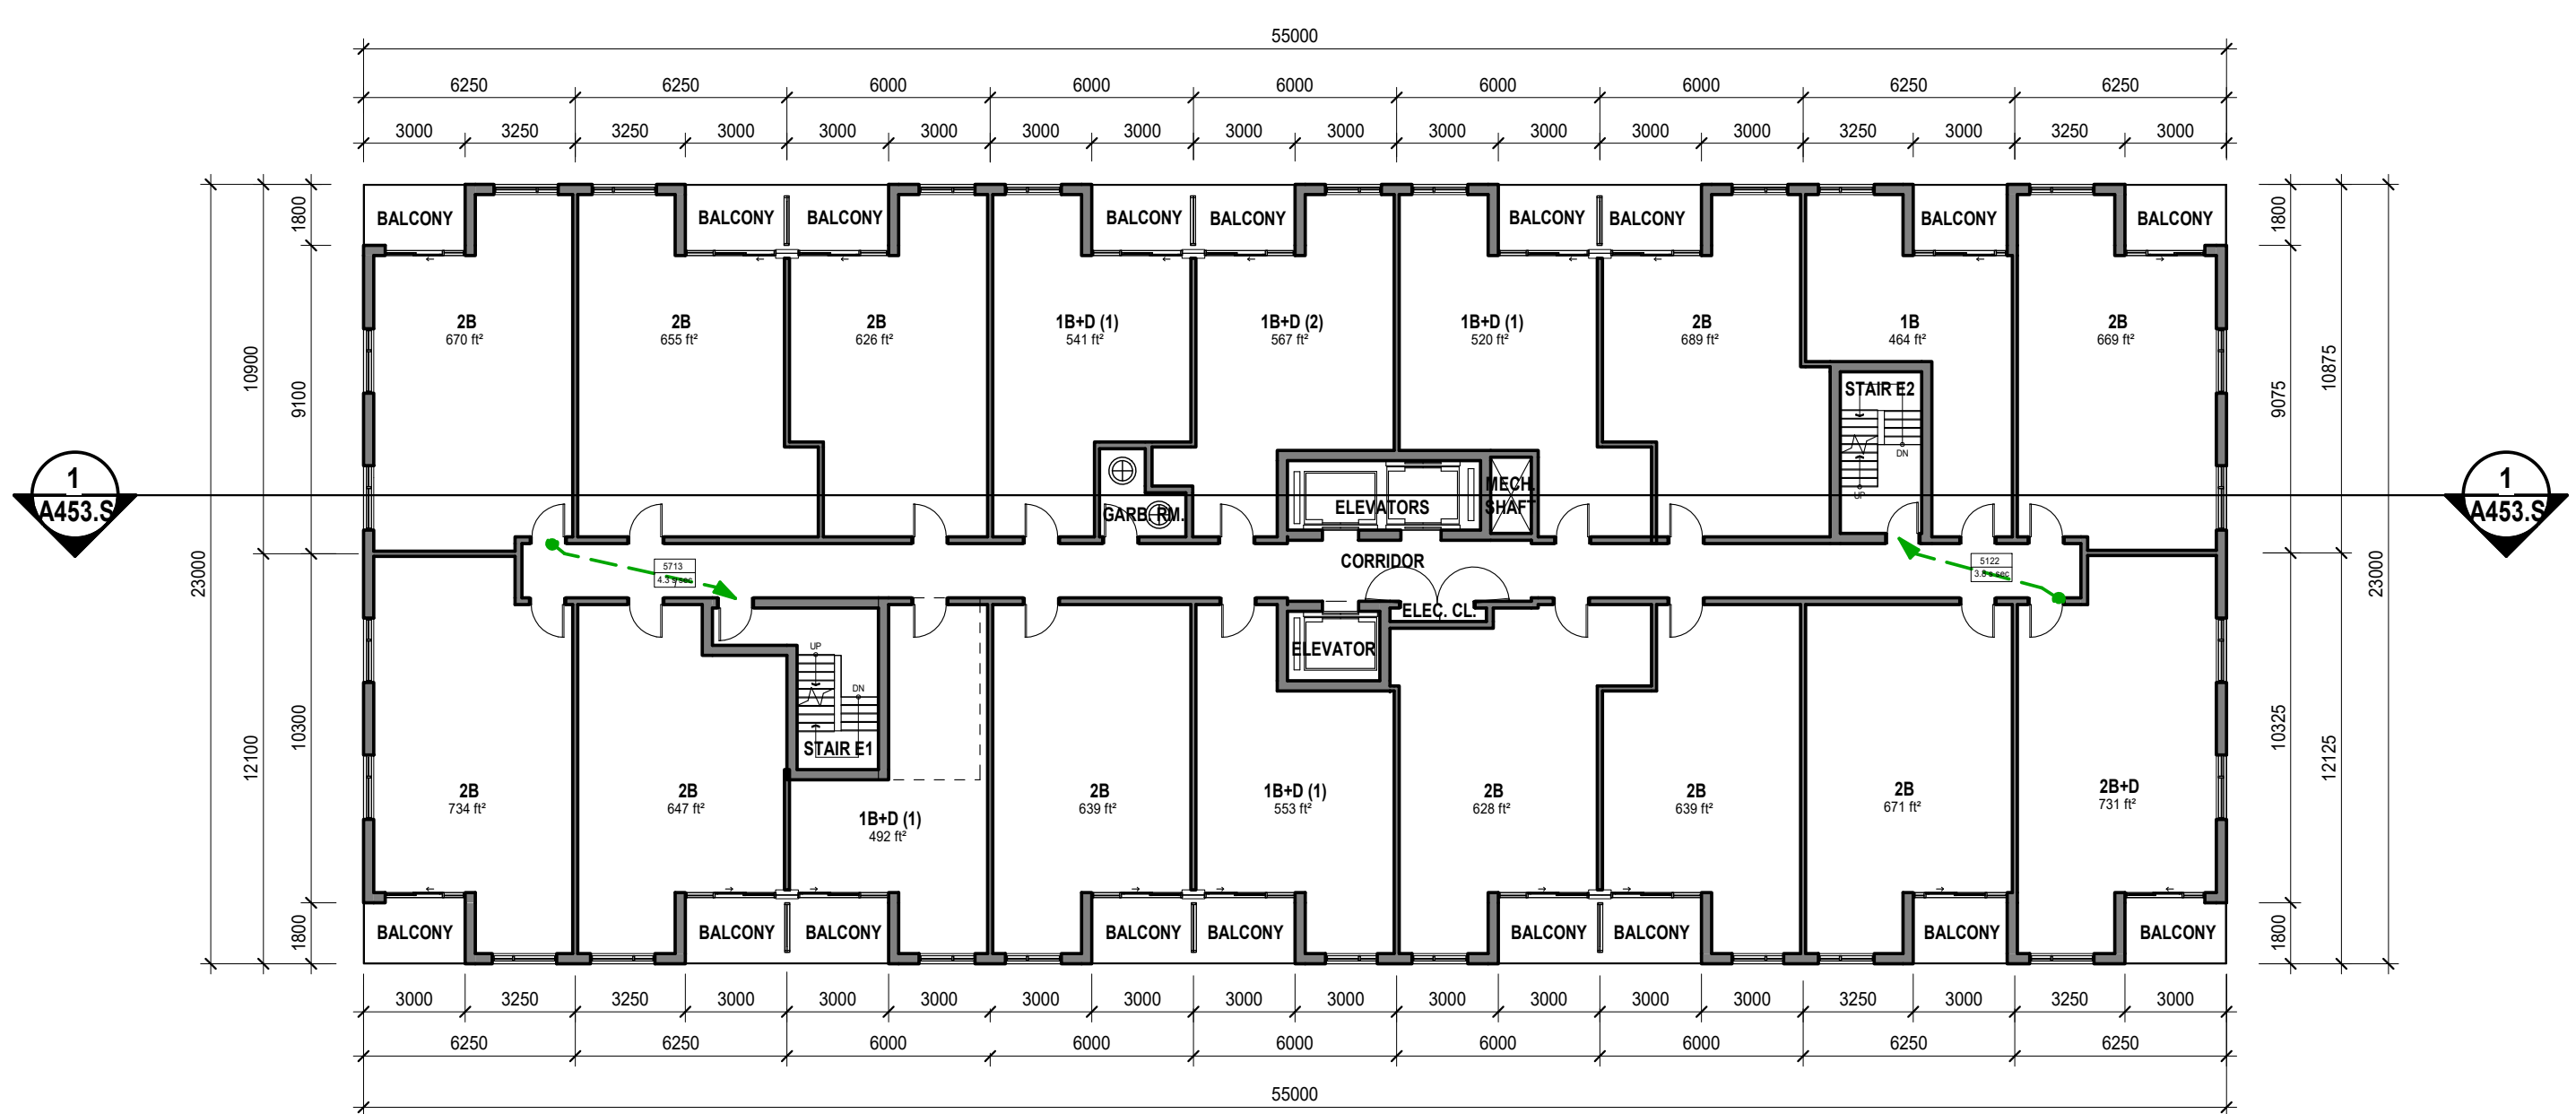 55000
6250 6250 6000 6000 6000 6000 6000 6250 6250
3000 3250 3250 3000 3000 3000 3000 3000 3000 3000 3000 3000 3000 3000 3250 3000 3250 3000
BALCONY BALCONY BALCONY BALCONY BALCONY BALCONY BALCONY BALCONY BALCONY
1800
1800
2B
670 ft²
2B
655 ft²
2B
626 ft²
1B+D (1)
541 ft²
1B+D (2)
567 ft²
1B+D (1)
520 ft²
2B
689 ft²
1B
464 ft²
2B
669 ft²
10900
9100
9075
10875
STAIR E2
DN
UP
1
A453.S
1
A453.S
GARB. RM.
ELEVATORS
MECH.
SHAFT
23000
23000
CORRIDOR
5713
4.3 s sec
5122
3.8 s sec
ELEC. CL.
ELEVATOR
UP
DN
STAIR E1
12100
10300
10325
12125
2B
734 ft²
2B
647 ft²
1B+D (1)
492 ft²
2B
639 ft²
1B+D (1)
553 ft²
2B
628 ft²
2B
639 ft²
2B
671 ft²
2B+D
731 ft²
1800
1800
BALCONY BALCONY BALCONY BALCONY BALCONY BALCONY BALCONY BALCONY BALCONY
3000 3250 3250 3000 3000 3000 3000 3000 3000 3000 3000 3000 3000 3000 3250 3000 3250 3000
6250 6250 6000 6000 6000 6000 6000 6250 6250
55000